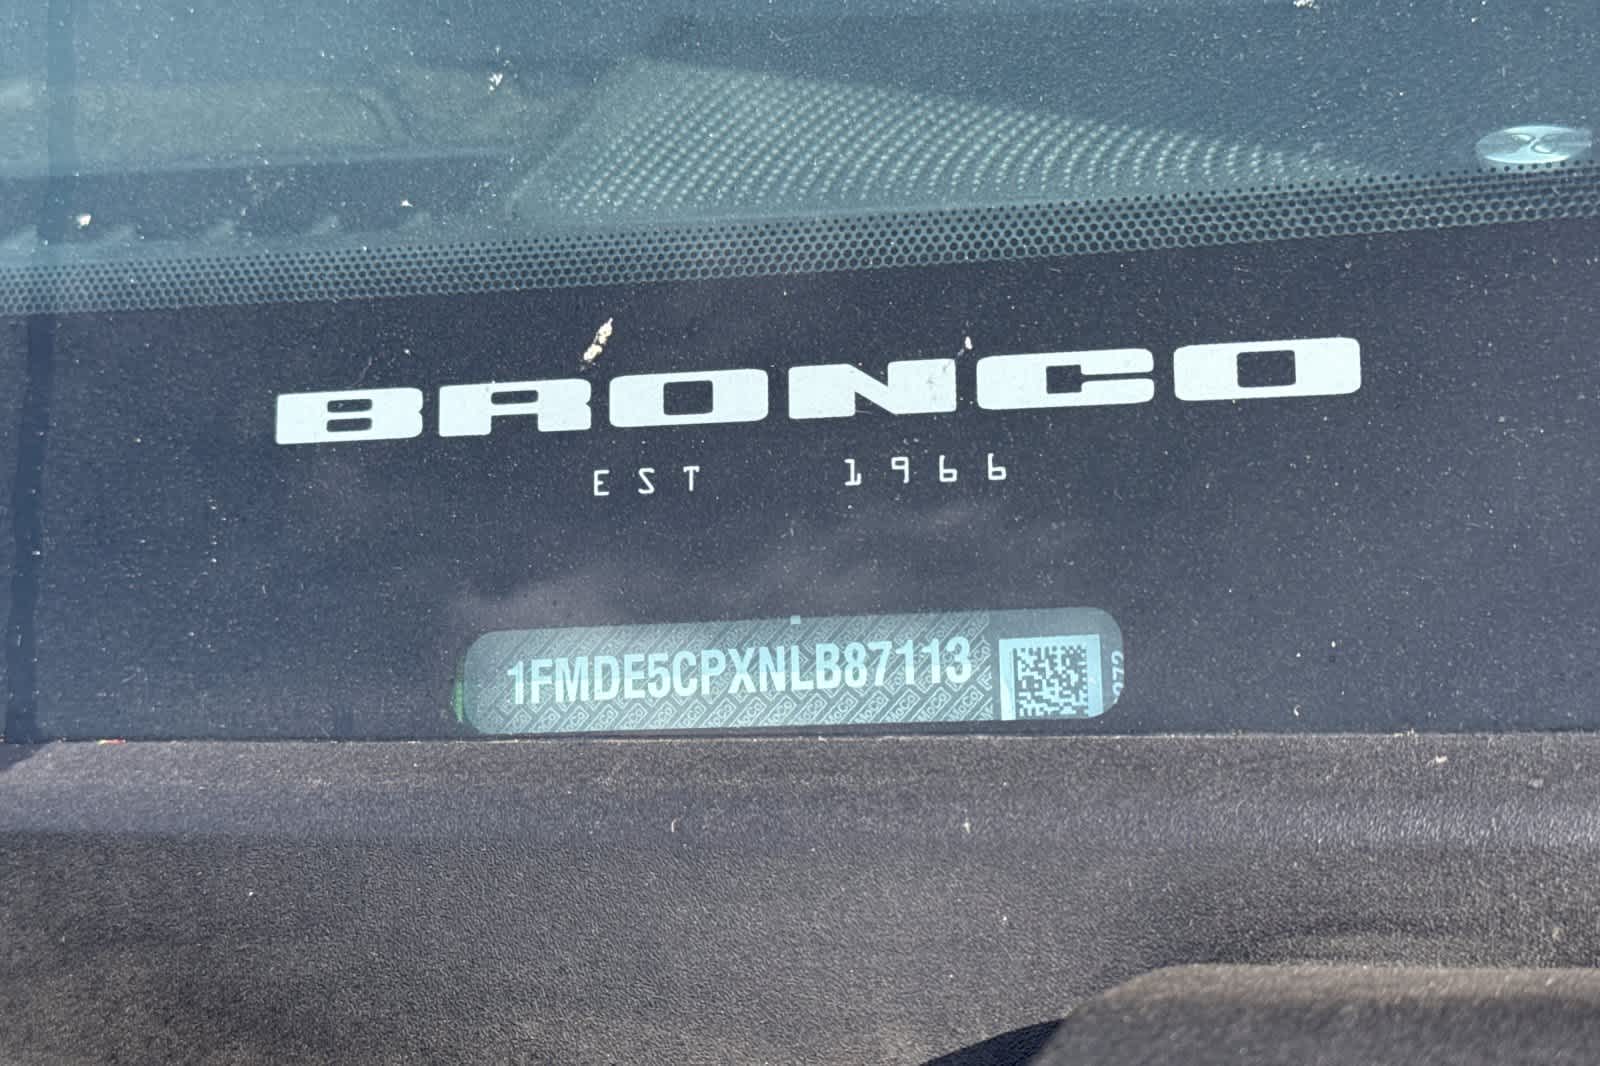 BRONCO
EST 1966
1FMDE5CPXNLB87113